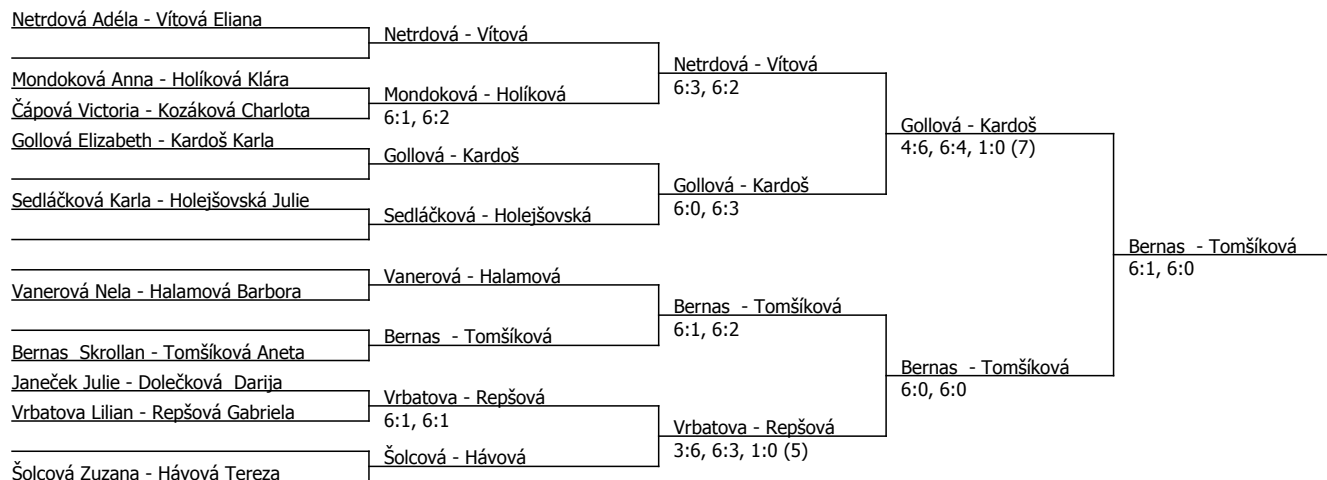 Netrdová Adéla - Vítová Eliana
Netrdová - Vítová
Mondoková Anna - Holíková Klára
Netrdová - Vítová
6:3, 6:2
Čápová Victoria - Kozáková Charlota
Mondoková - Holíková
6:1, 6:2
Gollová Elizabeth - Kardoš Karla
Gollová - Kardoš
4:6, 6:4, 1:0 (7)
Gollová - Kardoš
Sedláčková Karla - Holejšovská Julie
Gollová - Kardoš
6:0, 6:3
Sedláčková - Holejšovská
Bernas  - Tomšíková
6:1, 6:0
Vanerová - Halamová
Vanerová Nela - Halamová Barbora
Bernas  - Tomšíková
6:1, 6:2
Bernas  - Tomšíková
Bernas  Skrollan - Tomšíková Aneta
Bernas  - Tomšíková
6:0, 6:0
Janeček Julie - Dolečková  Darija
Vrbatova - Repšová
6:1, 6:1
Vrbatova Lilian - Repšová Gabriela
Vrbatova - Repšová
3:6, 6:3, 1:0 (5)
Šolcová - Hávová
Šolcová Zuzana - Hávová Tereza